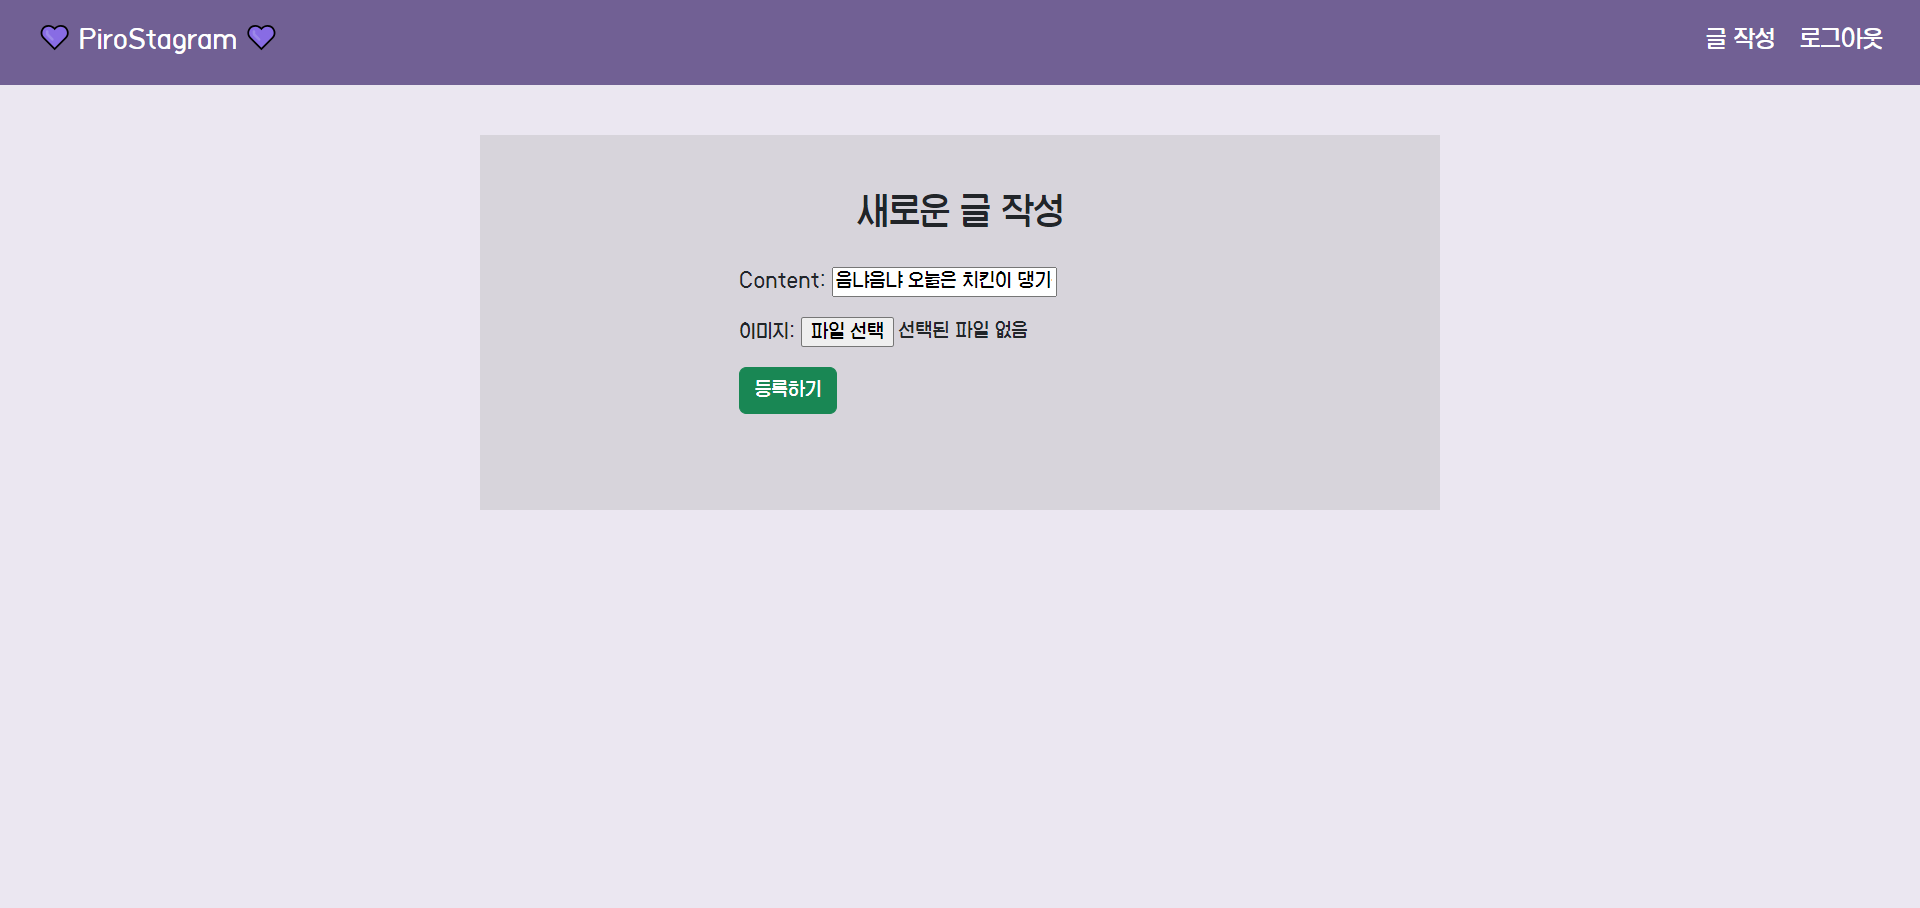 💜 PiroStagram 💜 글 작성 로그아웃
새로운 글 작성
Content: 음냐음냐 오늘은 치킨이 댕기
이미지: 파일 선택 선택된 파일 없음
등록하기